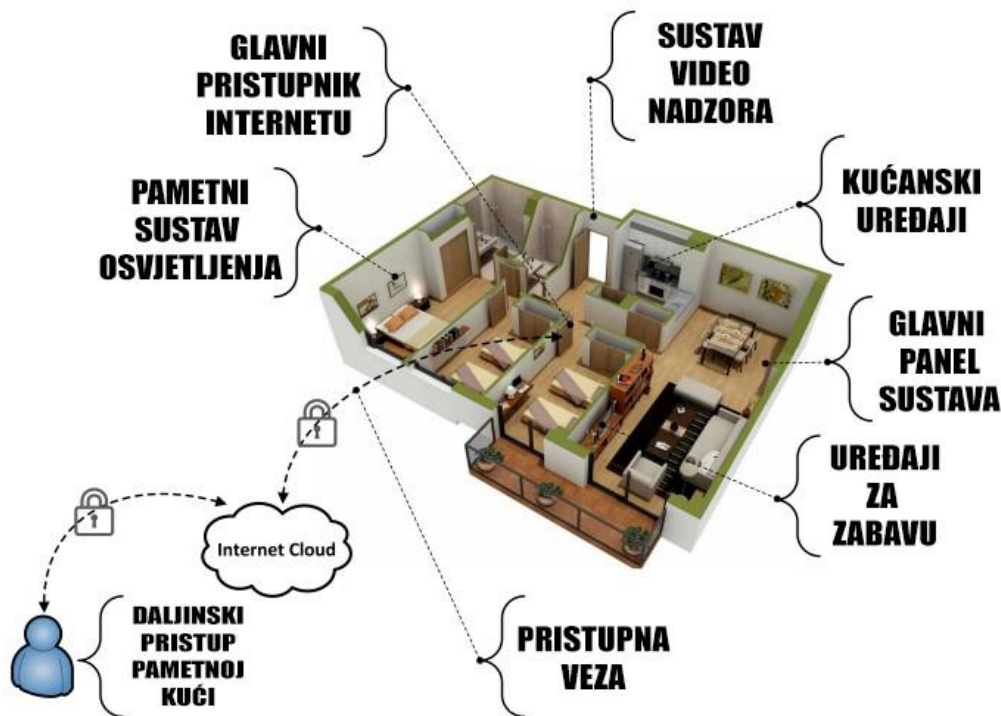 GLAVNI
PRISTUPNIK
INTERNETU
SUSTAV
VIDEO
NADZORA
PAMETNI
SUSTAV
OSVJETLJENJA
KUĆANSKI
UREĐAJI
GLAVNI
PANEL
SUSTAVA
UREĐAJI
ZA
ZABAVU
Internet Cloud
DALJINSKI
PRISTUP
PAMETNOJ
KUĆI
PRISTUPNA
VEZA